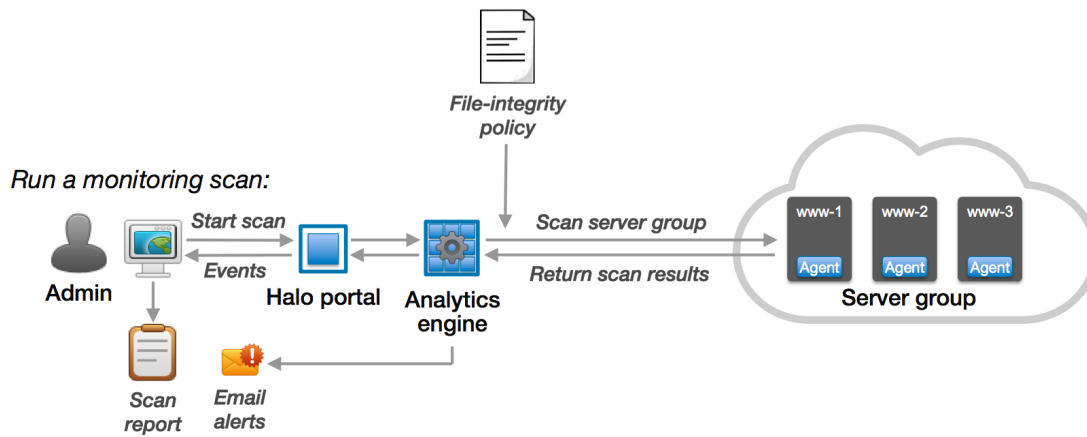 File-integrity
policy
Run a monitoring scan:
Start scan
Events
Admin
Halo portal
Analytics
engine
Scan server group
Return scan results
www-1
www-2
www-3
Agent
Agent
Agent
Server group
Scan
report
Email
alerts